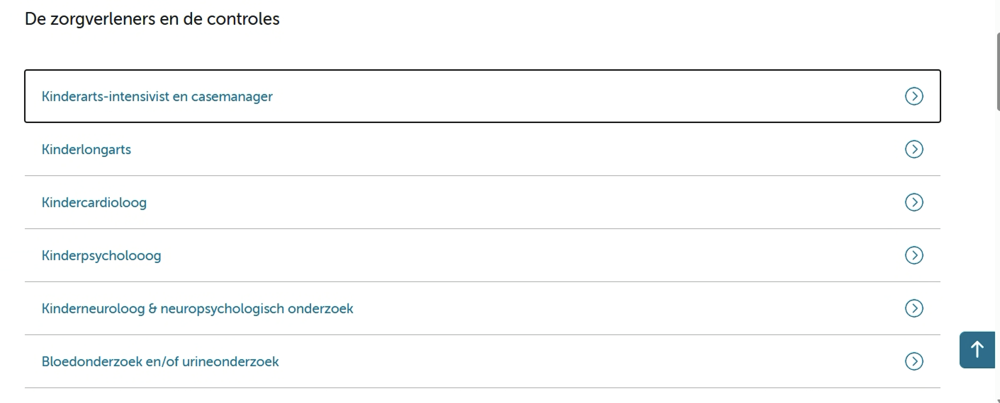 De zorgverleners en de controles
Kinderarts-intensivist en casemanager
Kinderlongarts
Kindercardioloog
Kinderpsycholooog
Kinderneuroloog & neuropsychologisch onderzoek
Bloedonderzoek en/of urineonderzoek